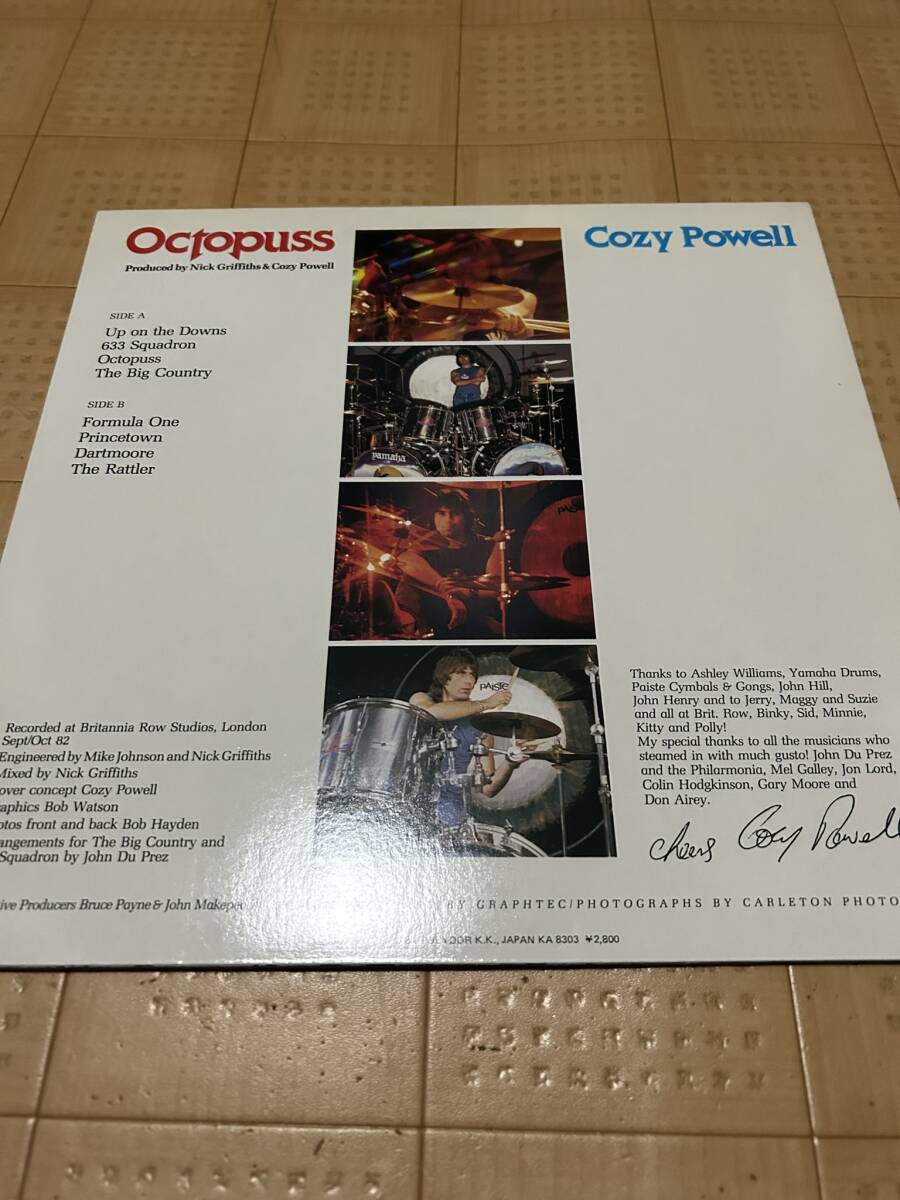 Octopuss
Produced by Nick Griffiths & Cozy Powell
Cozy Powell
SIDE A
Up on the Downs
633 Squadron
Octopuss
The Big Country
SIDE B
Formula One
Princetown
Dartmoore
The Rattler
YAMAHA
PAiSTe
Recorded at Britannia Row Studios, London
Sept/Oct 82
Engineered by Mike Johnson and Nick Griffiths
Mixed by Nick Griffiths
over concept Cozy Powell
aphics Bob Watson
otos front and back Bob Hayden
angements for The Big Country and
Squadron by John Du Prez
ive Producers Bruce Payne & John Makepe
Thanks to Ashley Williams, Yamaha Drums,
Paiste Cymbals & Gongs, John Hill,
John Henry and to Jerry, Maggy and Suzie
and all at Brit. Row, Binky, Sid, Minnie,
Kitty and Polly!
My special thanks to all the musicians who
steamed in with much gusto! John Du Prez
and the Philarmonia, Mel Galley, Jon Lord,
Colin Hodgkinson, Gary Moore and
Don Airey.
Cheers Cozy Powell
BY GRAPHTEC/PHOTOGRAPHS BY CARLETON PHOTO
K.K., JAPAN KA 8303 ¥2,800